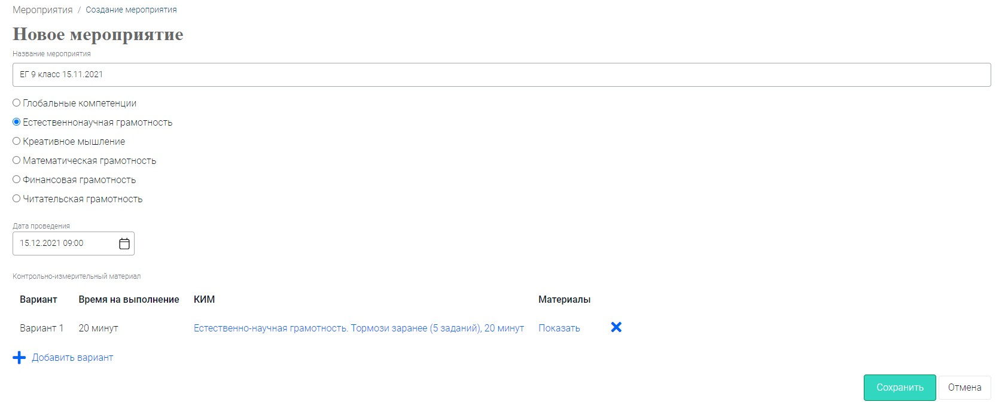 Мероприятия / Создание мероприятия
Новое мероприятие
Название мероприятия
ЕГ 9 класс 15.11.2021
Глобальные компетенции
Естественнонаучная грамотность
Креативное мышление
Математическая грамотность
Финансовая грамотность
Читательская грамотность
Дата проведения
15.12.2021 09:00
Контрольно-измерительный материал
Вариант Время на выполнение КИМ Материалы
Вариант 1 20 минут Естественно-научная грамотность. Тормози заранее (5 заданий), 20 минут Показать
Добавить вариант
Сохранить Отмена